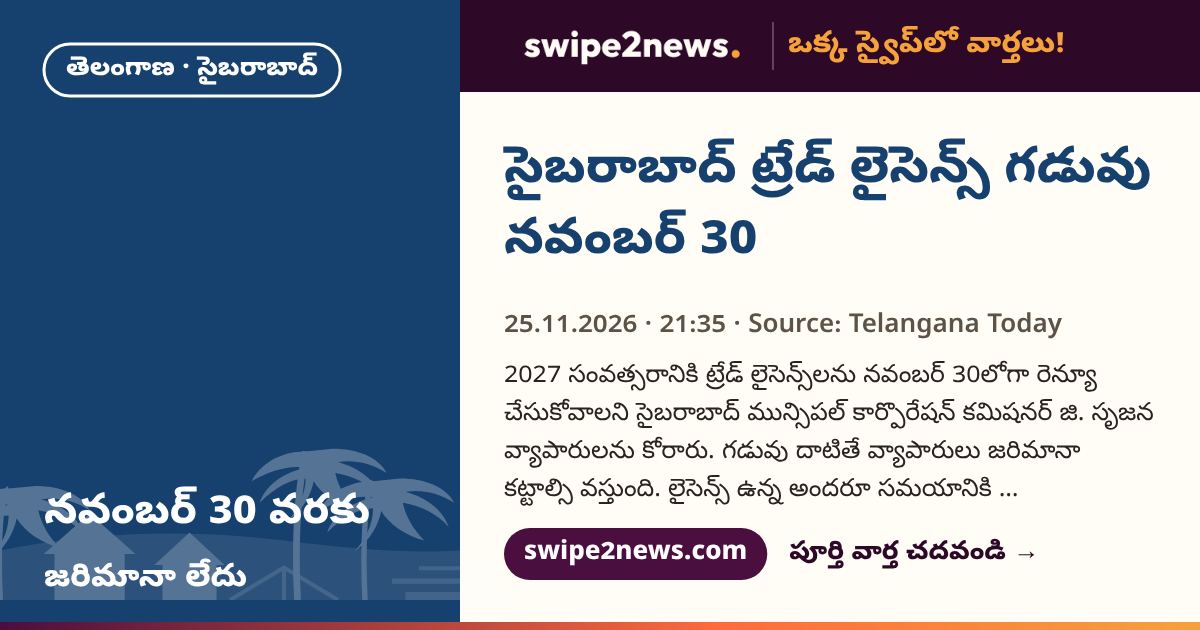 తెలంగాణ · సైబరాబాద్
నవంబర్ 30 వరకు
జరిమానా లేదు
swipe2news.
ఒక్క స్వైప్‌లో వార్తలు!
సైబరాబాద్ ట్రేడ్ లైసెన్స్ గడువు
నవంబర్ 30
25.11.2026 · 21:35 · Source: Telangana Today
2027 సంవత్సరానికి ట్రేడ్ లైసెన్స్‌లను నవంబర్ 30లోగా రెన్యూ
చేసుకోవాలని సైబరాబాద్ మున్సిపల్ కార్పొరేషన్ కమిషనర్ జి. సృజన
వ్యాపారులను కోరారు. గడువు దాటితే వ్యాపారులు జరిమానా
కట్టాల్సి వస్తుంది. లైసెన్స్ ఉన్న అందరూ సమయానికి ...
swipe2news.com
పూర్తి వార్త చదవండి →